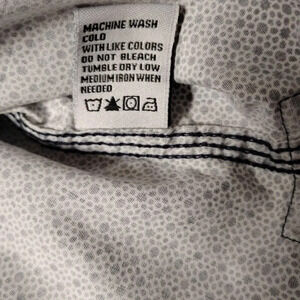 MACHINE WASH
COLD
WITH LIKE COLORS
DO NOT BLEACH
TUMBLE DRY LOW
MEDIUM IRON WHEN
NEEDED